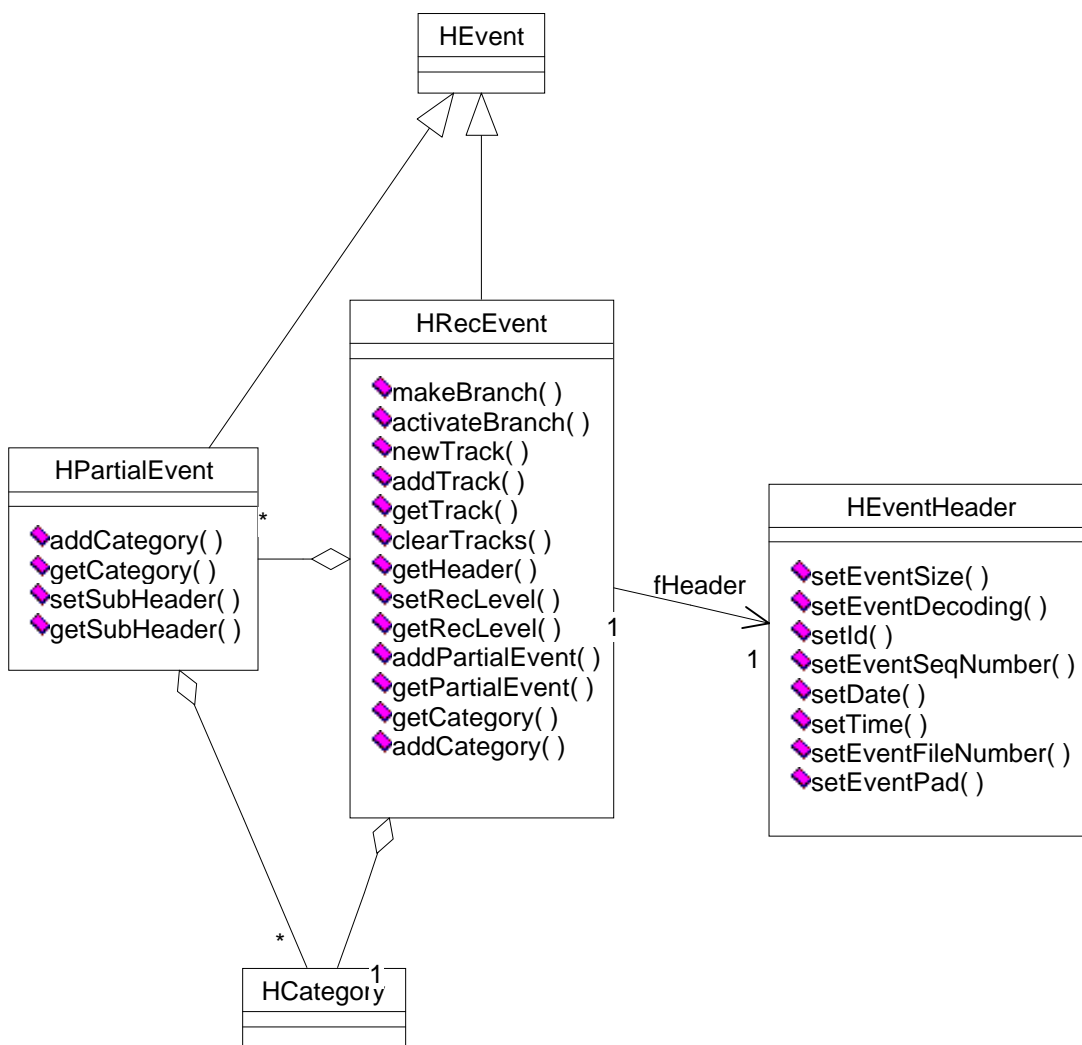 HEvent
HRecEvent
makeBranch( )
activateBranch( )
newTrack( )
addTrack( )
getTrack( )
clearTracks( )
getHeader( )
setRecLevel( )
getRecLevel( )
addPartialEvent( )
getPartialEvent( )
getCategory( )
addCategory( )
HPartialEvent
addCategory( )
getCategory( )
setSubHeader( )
getSubHeader( )
*
HEventHeader
setEventSize( )
setEventDecoding( )
setId( )
setEventSeqNumber( )
setDate( )
setTime( )
setEventFileNumber( )
setEventPad( )
fHeader
1
1
*
1
HCategory